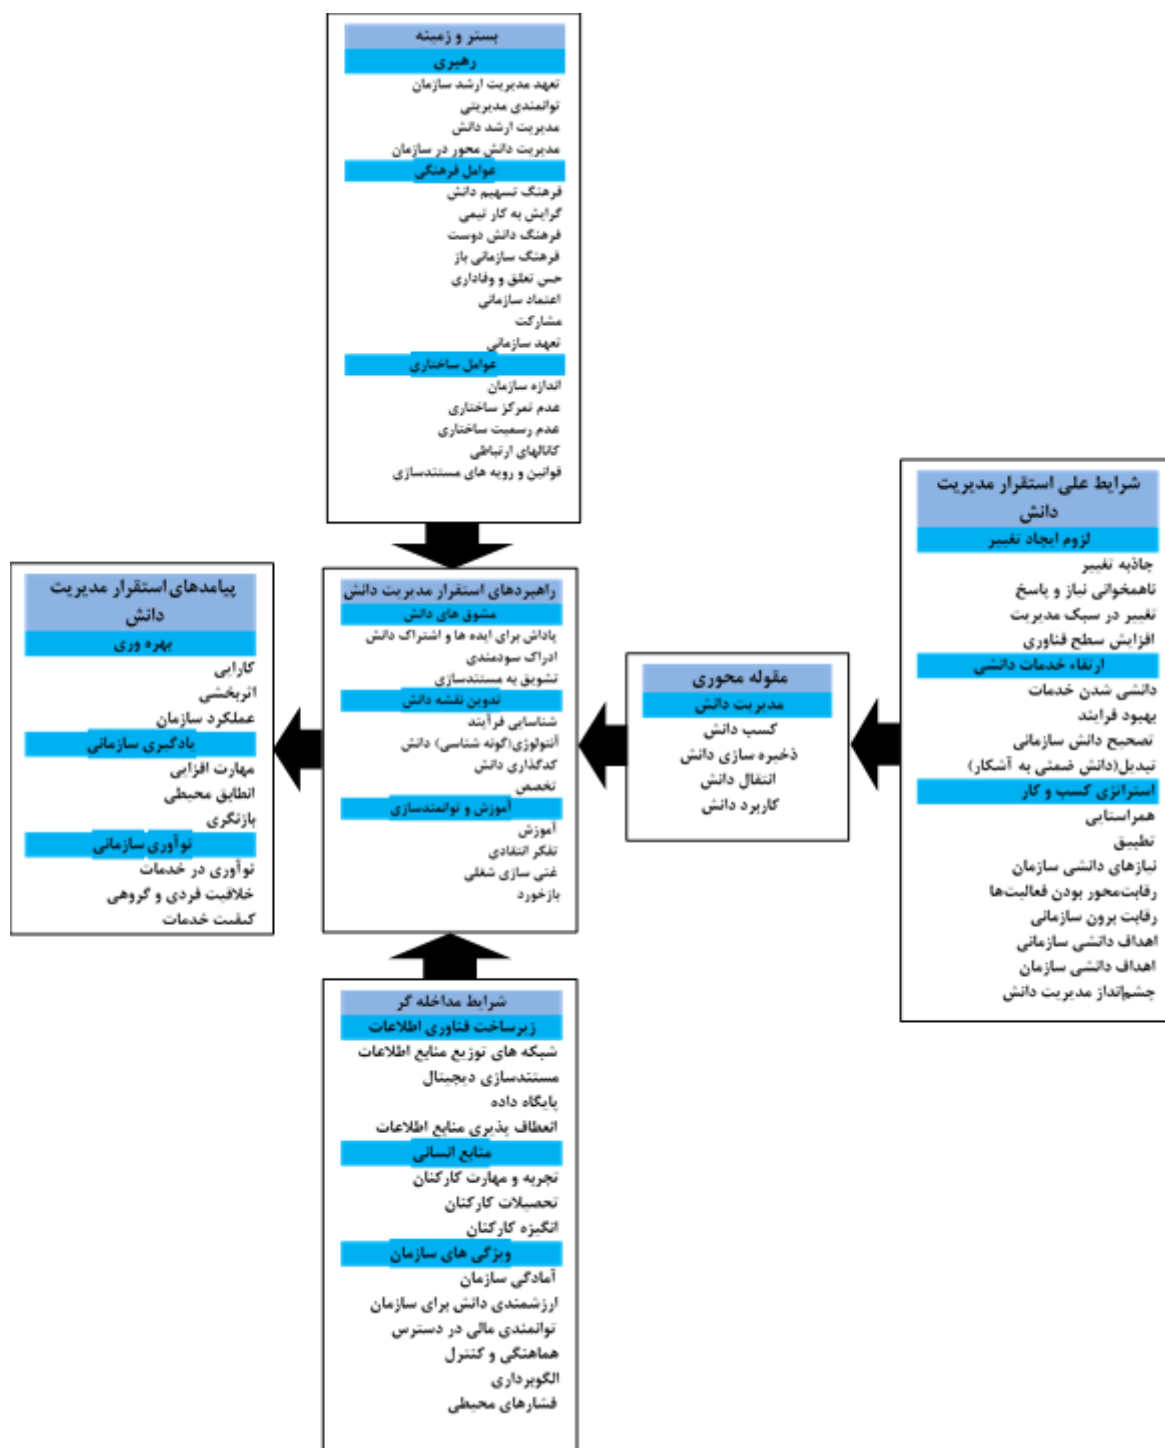 بستر و زمینه
رهبری
تعهد مدیریت ارشد سازمان
توانمندی مدیریتی
مدیریت ارشد دانش
مدیریت دانش محور در سازمان
عوامل فرهنگی
فرهنگ تسهیم دانش
گرایش به کار تیمی
فرهنگ دانش دوست
فرهنگ سازمانی باز
حس تعلق و وفاداری
اعتماد سازمانی
مشارکت
تعهد سازمانی
عوامل ساختاری
اندازه سازمان
عدم تمرکز ساختاری
عدم رسمیت ساختاری
کانالهای ارتباطی
قوانین و رویه های مستندسازی
شرایط علی استقرار مدیریت
دانش
لزوم ایجاد تغییر
جاذبه تغییر
ناهمخوانی نیاز و پاسخ
تغییر در سبک مدیریت
افزایش سطح فناوری
ارتقاء خدمات دانشی
دانشی شدن خدمات
بهبود فرایند
تصحیح دانش سازمانی
تبدیل(دانش ضمنی به آشکار)
استراتژی کسب و کار
همراستایی
تطبیق
نیازهای دانشی سازمان
رقابت‌محور بودن فعالیت‌ها
رقابت برون سازمانی
اهداف دانشی سازمانی
اهداف دانشی سازمان
چشم‌انداز مدیریت دانش
مقوله محوری
مدیریت دانش
کسب دانش
ذخیره سازی دانش
انتقال دانش
کاربرد دانش
راهبردهای استقرار مدیریت دانش
مشوق های دانش
پاداش برای ایده ها و اشتراک دانش
ادراک سودمندی
تشویق به مستندسازی
تدوین نقشه دانش
شناسایی فرآیند
آنتولوژی(گونه شناسی) دانش
کدگذاری دانش
تخصص
آموزش و توانمندسازی
آموزش
تفکر انتقادی
غنی سازی شغلی
بازخورد
پیامدهای استقرار مدیریت
دانش
بهره وری
کارایی
اثربخشی
عملکرد سازمان
یادگیری سازمانی
مهارت افزایی
انطابق محیطی
بازنگری
نوآوری سازمانی
نوآوری در خدمات
خلاقیت فردی و گروهی
کیفیت خدمات
شرایط مداخله گر
زیرساخت فناوری اطلاعات
شبکه های توزیع منابع اطلاعات
مستندسازی دیجیتال
پایگاه داده
انعطاف پذیری منابع اطلاعات
منابع انسانی
تجربه و مهارت کارکنان
تحصیلات کارکنان
انگیزه کارکنان
ویژگی های سازمان
آمادگی سازمان
ارزشمندی دانش برای سازمان
توانمندی مالی در دسترس
هماهنگی و کنترل
الگوبرداری
فشارهای محیطی